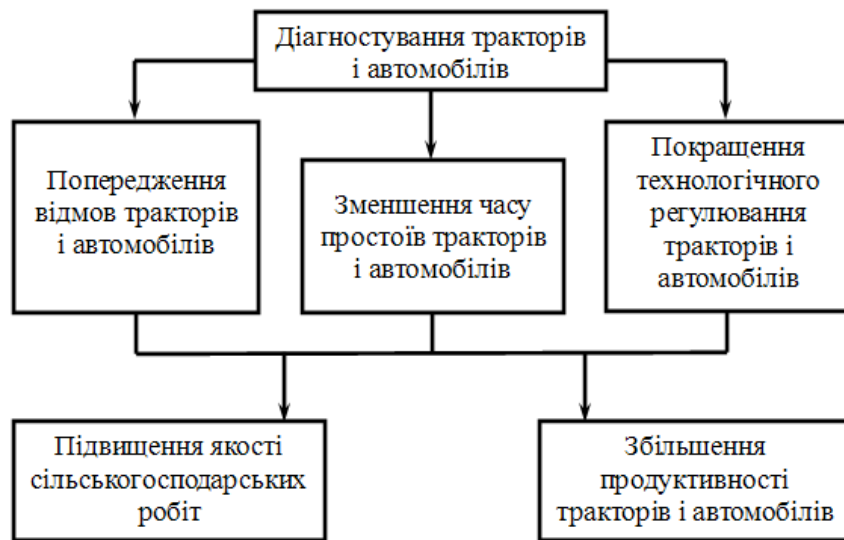 Діагностування тракторів
і автомобілів
Попередження
відмов тракторів
і автомобілів
Зменшення часу
простоїв тракторів
і автомобілів
Покращення
технологічного
регулювання
тракторів і
автомобілів
Підвищення якості
сільськогосподарських
робіт
Збільшення
продуктивності
тракторів і автомобілів